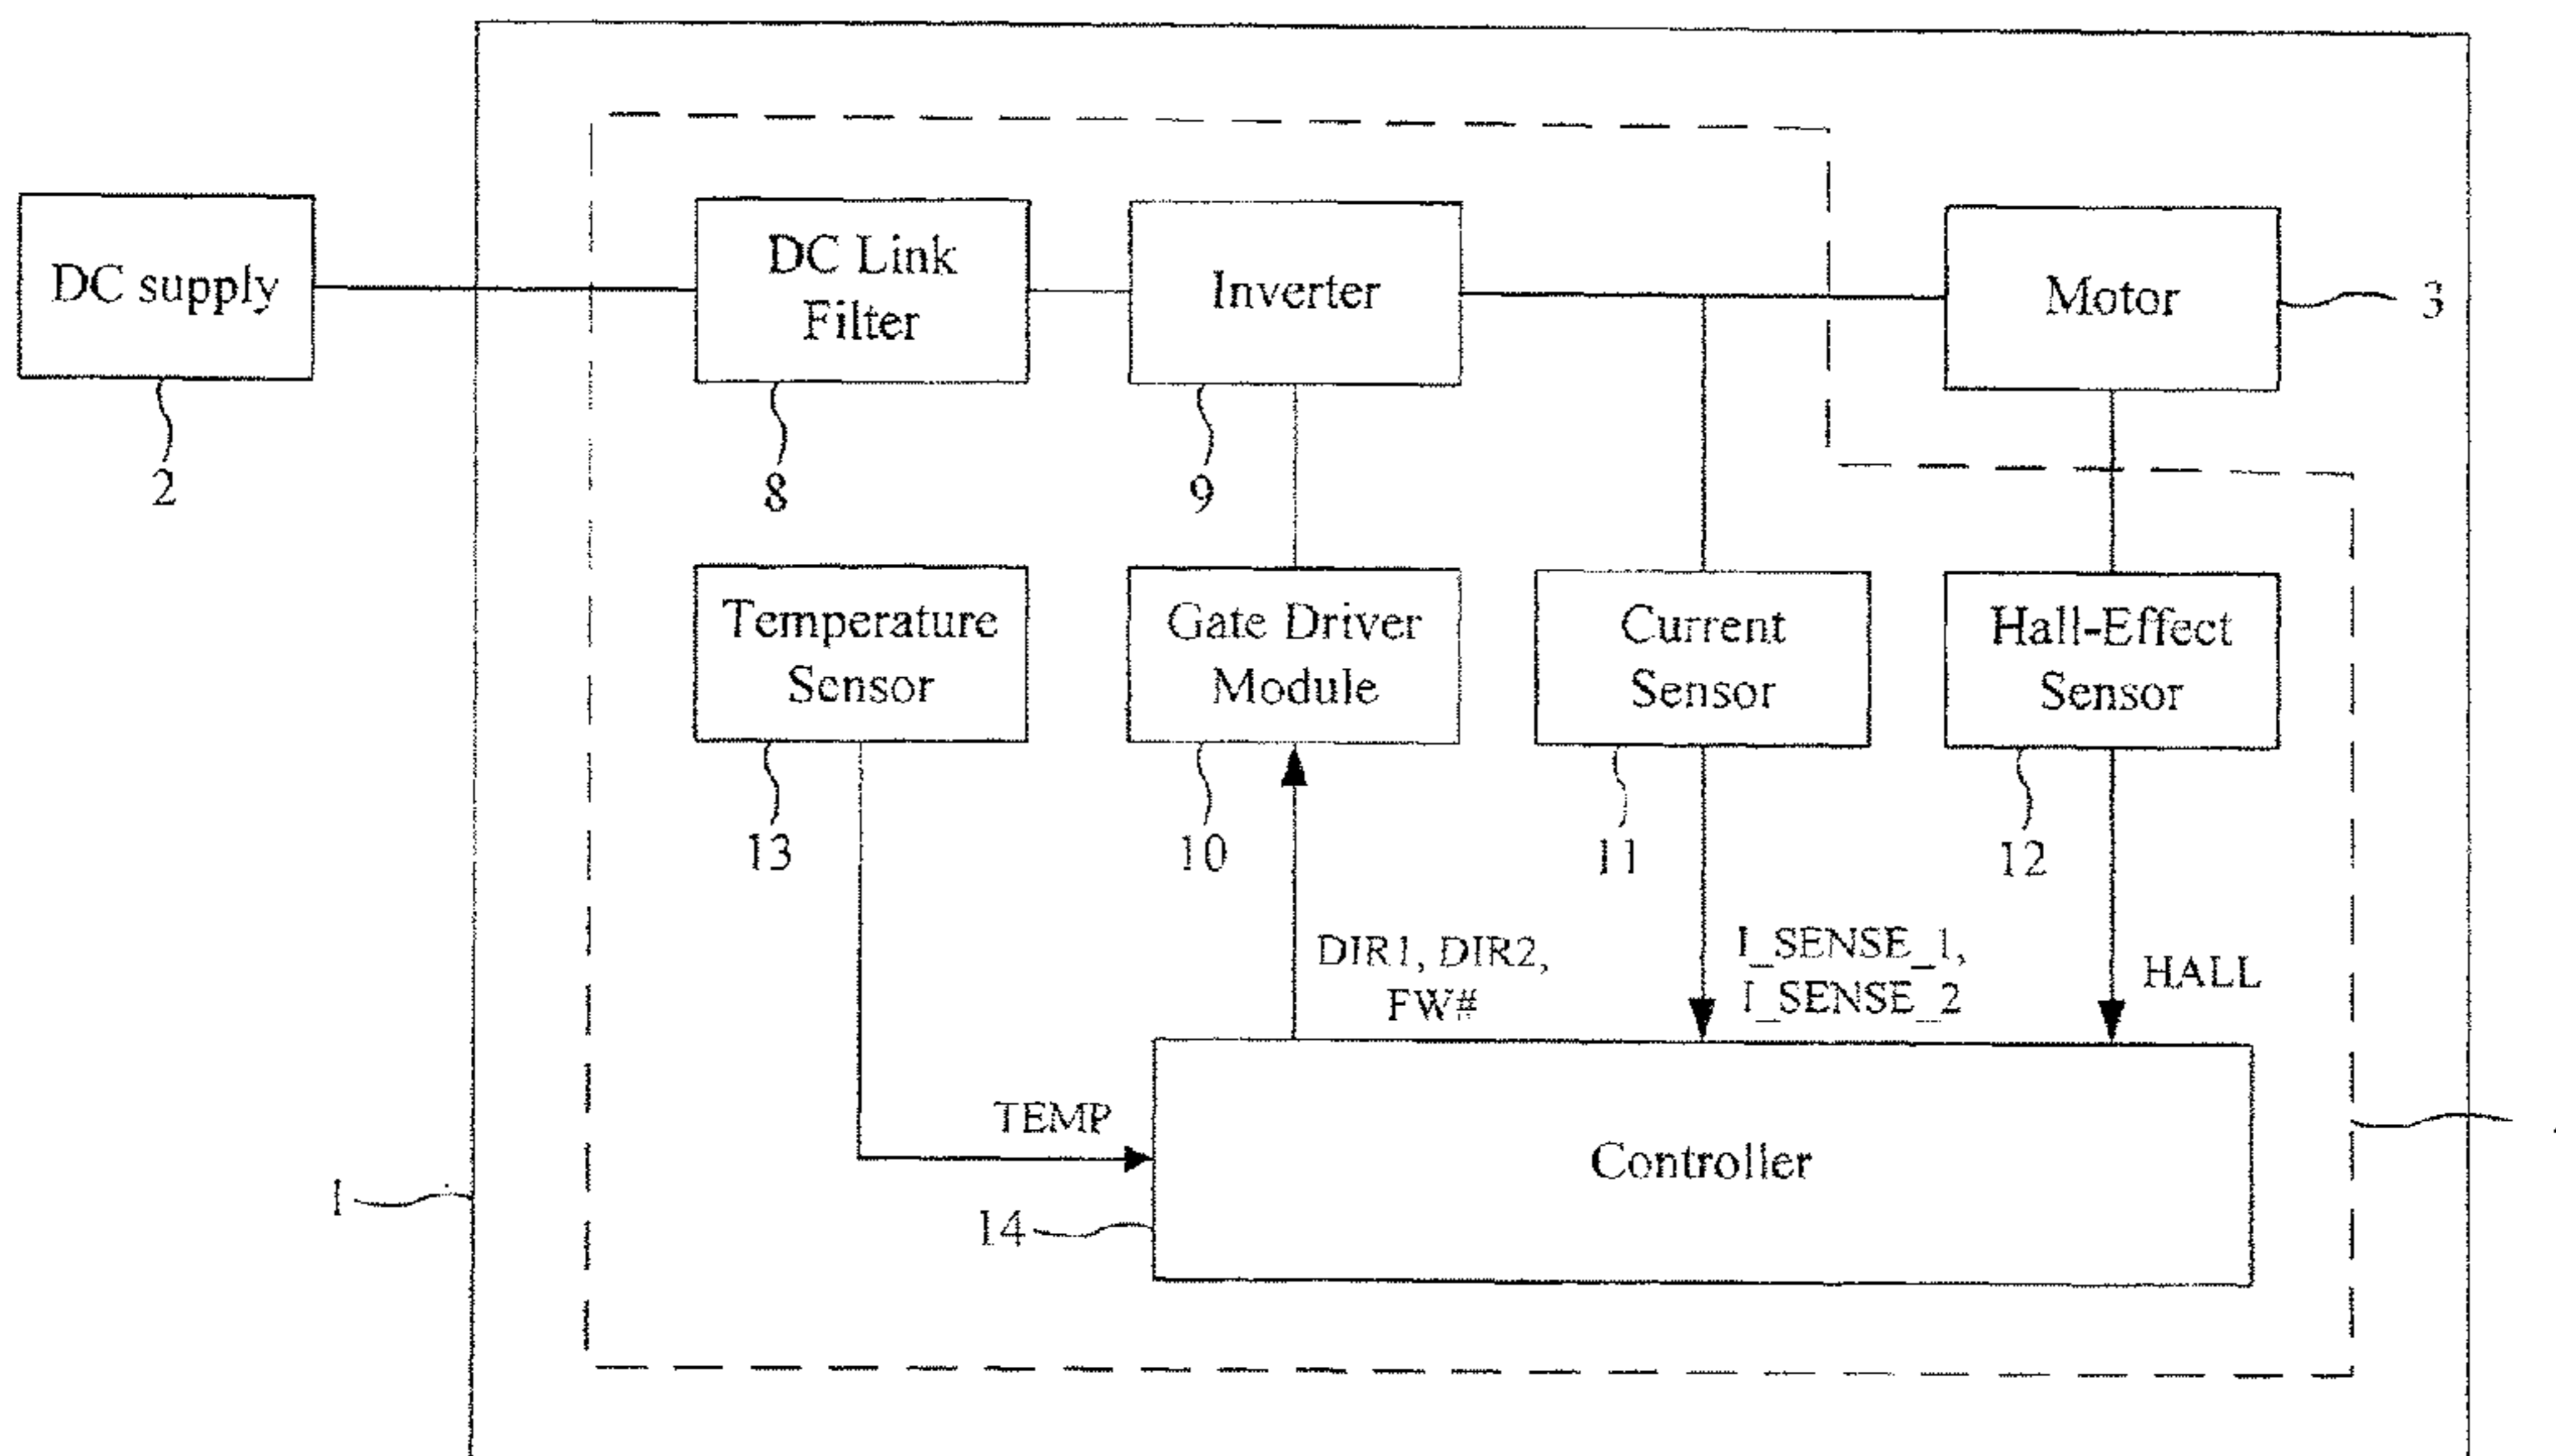 DC supply
2
DC Link
Filter
8
Inverter
9
Motor
3
Temperature
Sensor
13
Gate Driver
Module
10
Current
Sensor
11
Hall-Effect
Sensor
12
DIR1, DIR2,
FW#
I_SENSE_1,
I_SENSE_2
HALL
TEMP
Controller
14
1